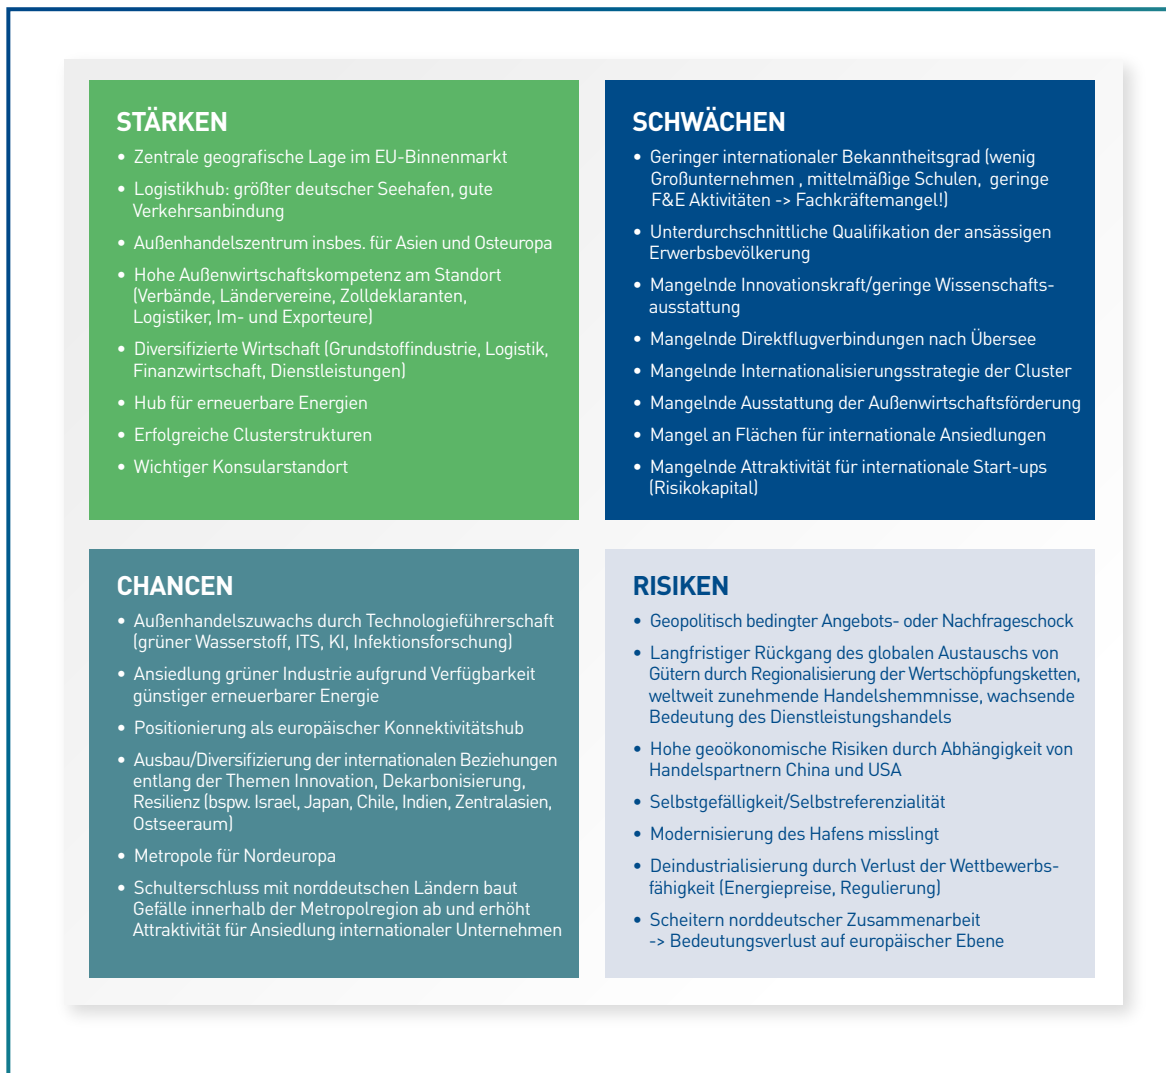 STÄRKEN
• Zentrale geografische Lage im EU-Binnenmarkt
• Logistikhub: größter deutscher Seehafen, gute
Verkehrsanbindung
• Außenhandelszentrum insbes. für Asien und Osteuropa
• Hohe Außenwirtschaftskompetenz am Standort
(Verbände, Ländervereine, Zolldeklaranten,
Logistiker, Im- und Exporteure)
• Diversifizierte Wirtschaft (Grundstoffindustrie, Logistik,
Finanzwirtschaft, Dienstleistungen)
• Hub für erneuerbare Energien
• Erfolgreiche Clusterstrukturen
• Wichtiger Konsularstandort
SCHWÄCHEN
• Geringer internationaler Bekanntheitsgrad (wenig
Großunternehmen , mittelmäßige Schulen, geringe
F&E Aktivitäten -> Fachkräftemangel!)
• Unterdurchschnittliche Qualifikation der ansässigen
Erwerbsbevölkerung
• Mangelnde Innovationskraft/geringe Wissenschafts-
ausstattung
• Mangelnde Direktflugverbindungen nach Übersee
• Mangelnde Internationalisierungsstrategie der Cluster
• Mangelnde Ausstattung der Außenwirtschaftsförderung
• Mangel an Flächen für internationale Ansiedlungen
• Mangelnde Attraktivität für internationale Start-ups
(Risikokapital)
CHANCEN
• Außenhandelszuwachs durch Technologieführerschaft
(grüner Wasserstoff, ITS, KI, Infektionsforschung)
• Ansiedlung grüner Industrie aufgrund Verfügbarkeit
günstiger erneuerbarer Energie
• Positionierung als europäischer Konnektivitätshub
• Ausbau/Diversifizierung der internationalen Beziehungen
entlang der Themen Innovation, Dekarbonisierung,
Resilienz (bspw. Israel, Japan, Chile, Indien, Zentralasien,
Ostseeraum)
• Metropole für Nordeuropa
• Schulterschluss mit norddeutschen Ländern baut
Gefälle innerhalb der Metropolregion ab und erhöht
Attraktivität für Ansiedlung internationaler Unternehmen
RISIKEN
• Geopolitisch bedingter Angebots- oder Nachfrageschock
• Langfristiger Rückgang des globalen Austauschs von
Gütern durch Regionalisierung der Wertschöpfungsketten,
weltweit zunehmende Handelshemmnisse, wachsende
Bedeutung des Dienstleistungshandels
• Hohe geoökonomische Risiken durch Abhängigkeit von
Handelspartnern China und USA
• Selbstgefälligkeit/Selbstreferenzialität
• Modernisierung des Hafens misslingt
• Deindustrialisierung durch Verlust der Wettbewerbs-
fähigkeit (Energiepreise, Regulierung)
• Scheitern norddeutscher Zusammenarbeit
-> Bedeutungsverlust auf europäischer Ebene